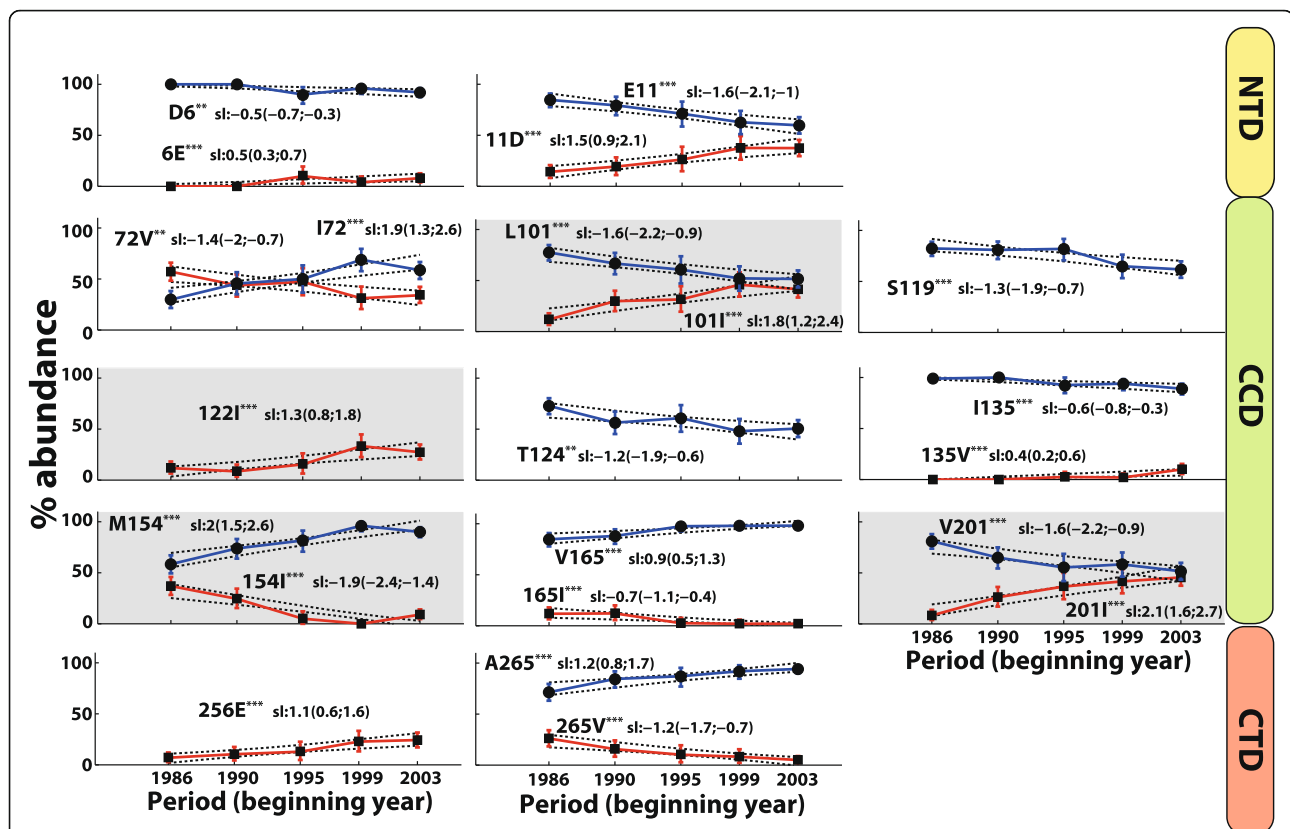 100
50
0
D6** sl:−0.5(−0.7;−0.3)
6E*** sl:0.5(0.3;0.7)
E11*** sl:−1.6(−2.1;−1)
11D*** sl:1.5(0.9;2.1)
NTD
100
50
0
72V** sl:−1.4(−2;−0.7)
I72*** sl:1.9(1.3;2.6)
L101*** sl:−1.6(−2.2;−0.9)
101I*** sl:1.8(1.2;2.4)
S119*** sl:−1.3(−1.9;−0.7)
% abundance
100
50
0
122I*** sl:1.3(0.8;1.8)
T124** sl:−1.2(−1.9;−0.6)
I135*** sl:−0.6(−0.8;−0.3)
135V*** sl:0.4(0.2;0.6)
CCD
100
50
0
M154*** sl:2(1.5;2.6)
154I*** sl:−1.9(−2.4;−1.4)
V165*** sl:0.9(0.5;1.3)
165I*** sl:−0.7(−1.1;−0.4)
V201*** sl:−1.6(−2.2;−0.9)
201I*** sl:2.1(1.6;2.7)
1986 1990 1995 1999 2003
Period (beginning year)
100
50
0
256E*** sl:1.1(0.6;1.6)
1986 1990 1995 1999 2003
Period (beginning year)
A265*** sl:1.2(0.8;1.7)
265V*** sl:−1.2(−1.7;−0.7)
1986 1990 1995 1999 2003
Period (beginning year)
CTD